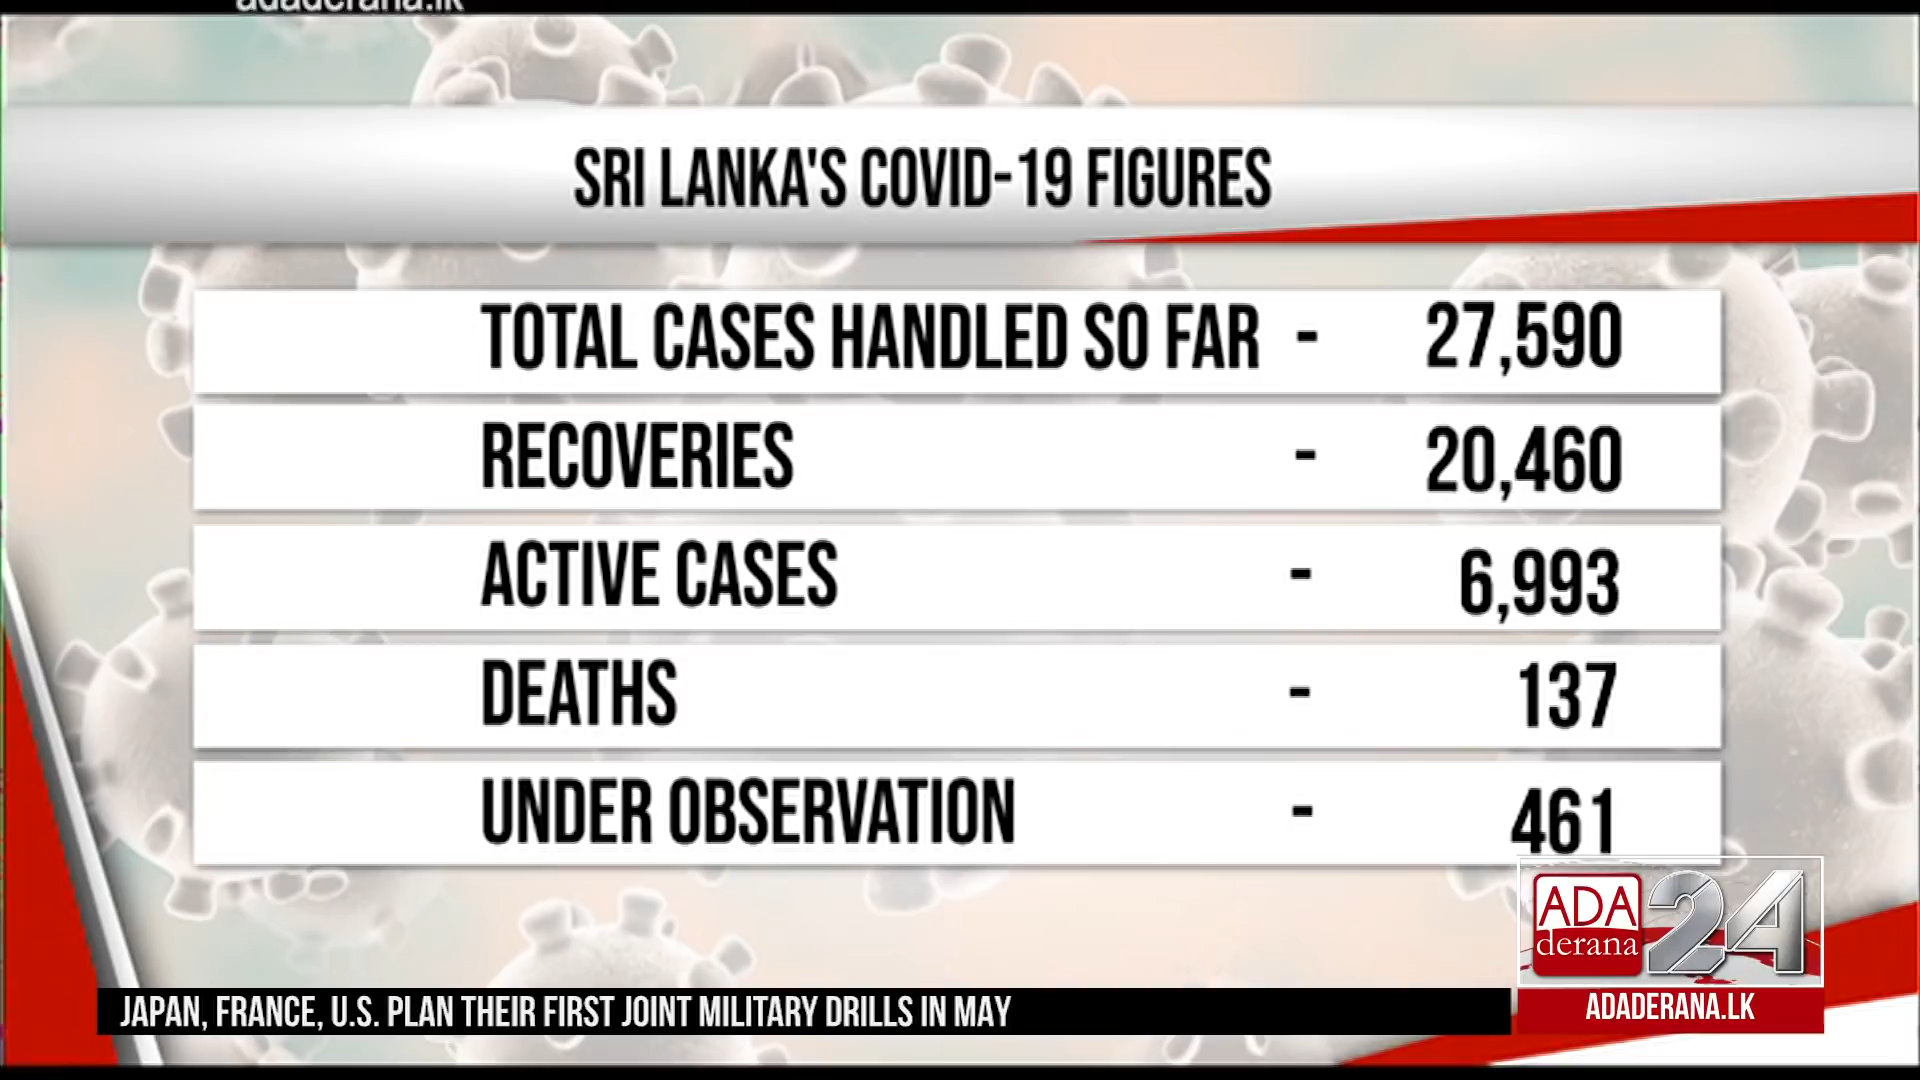 adaderana.lk
SRI LANKA'S COVID-19 FIGURES
TOTAL CASES HANDLED SO FAR - 27,590
RECOVERIES - 20,460
ACTIVE CASES - 6,993
DEATHS - 137
UNDER OBSERVATION - 461
ADA
derana
24
JAPAN, FRANCE, U.S. PLAN THEIR FIRST JOINT MILITARY DRILLS IN MAY
ADADERANA.LK